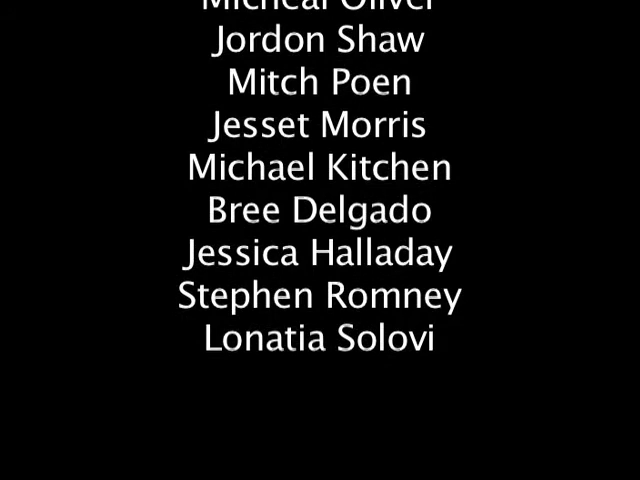 Micheal Oliver
Jordon Shaw
Mitch Poen
Jesset Morris
Michael Kitchen
Bree Delgado
Jessica Halladay
Stephen Romney
Lonatia Solovi